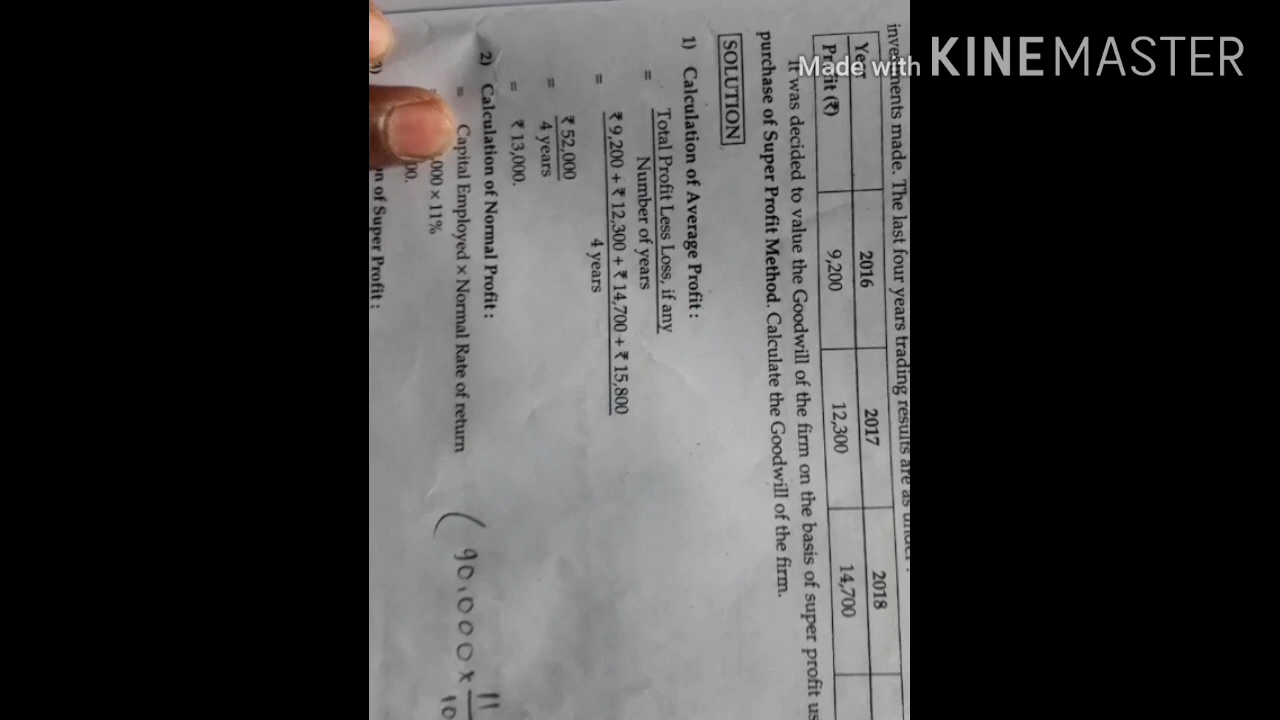 Made with KINEMASTER
investments made. The last four years trading results are as under :
Year 2016 2017 2018
Profit (₹) 9,200 12,300 14,700
It was decided to value the Goodwill of the firm on the basis of super profit
purchase of Super Profit Method. Calculate the Goodwill of the firm.
SOLUTION
1) Calculation of Average Profit :
= Total Profit Less Loss, if any
Number of years
= ₹ 9,200 + ₹ 12,300 + ₹ 14,700 + ₹ 15,800
4 years
= ₹ 52,000
4 years
= ₹ 13,000.
2) Calculation of Normal Profit :
= Capital Employed × Normal Rate of return
,000 × 11%
00.
3) n of Super Profit :
( 90,000 × 11
10